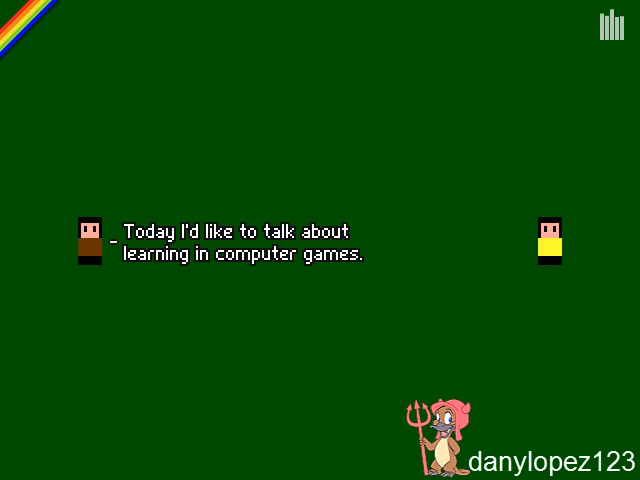 - Today I'd like to talk about
learning in computer games.
danylopez123